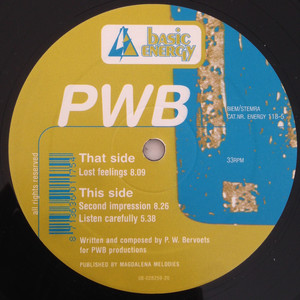 basic
ENERGY
PWB
BIEM/STEMRA
CAT.NR. ENERGY 118-5
33RPM
That side
Lost feelings 8.09
This side
Second impression 8.26
Listen carefully 5.38
all rights reserved
Written and composed by P. W. Bervoets
for PWB productions
PUBLISHED BY MAGDALENA MELODIES